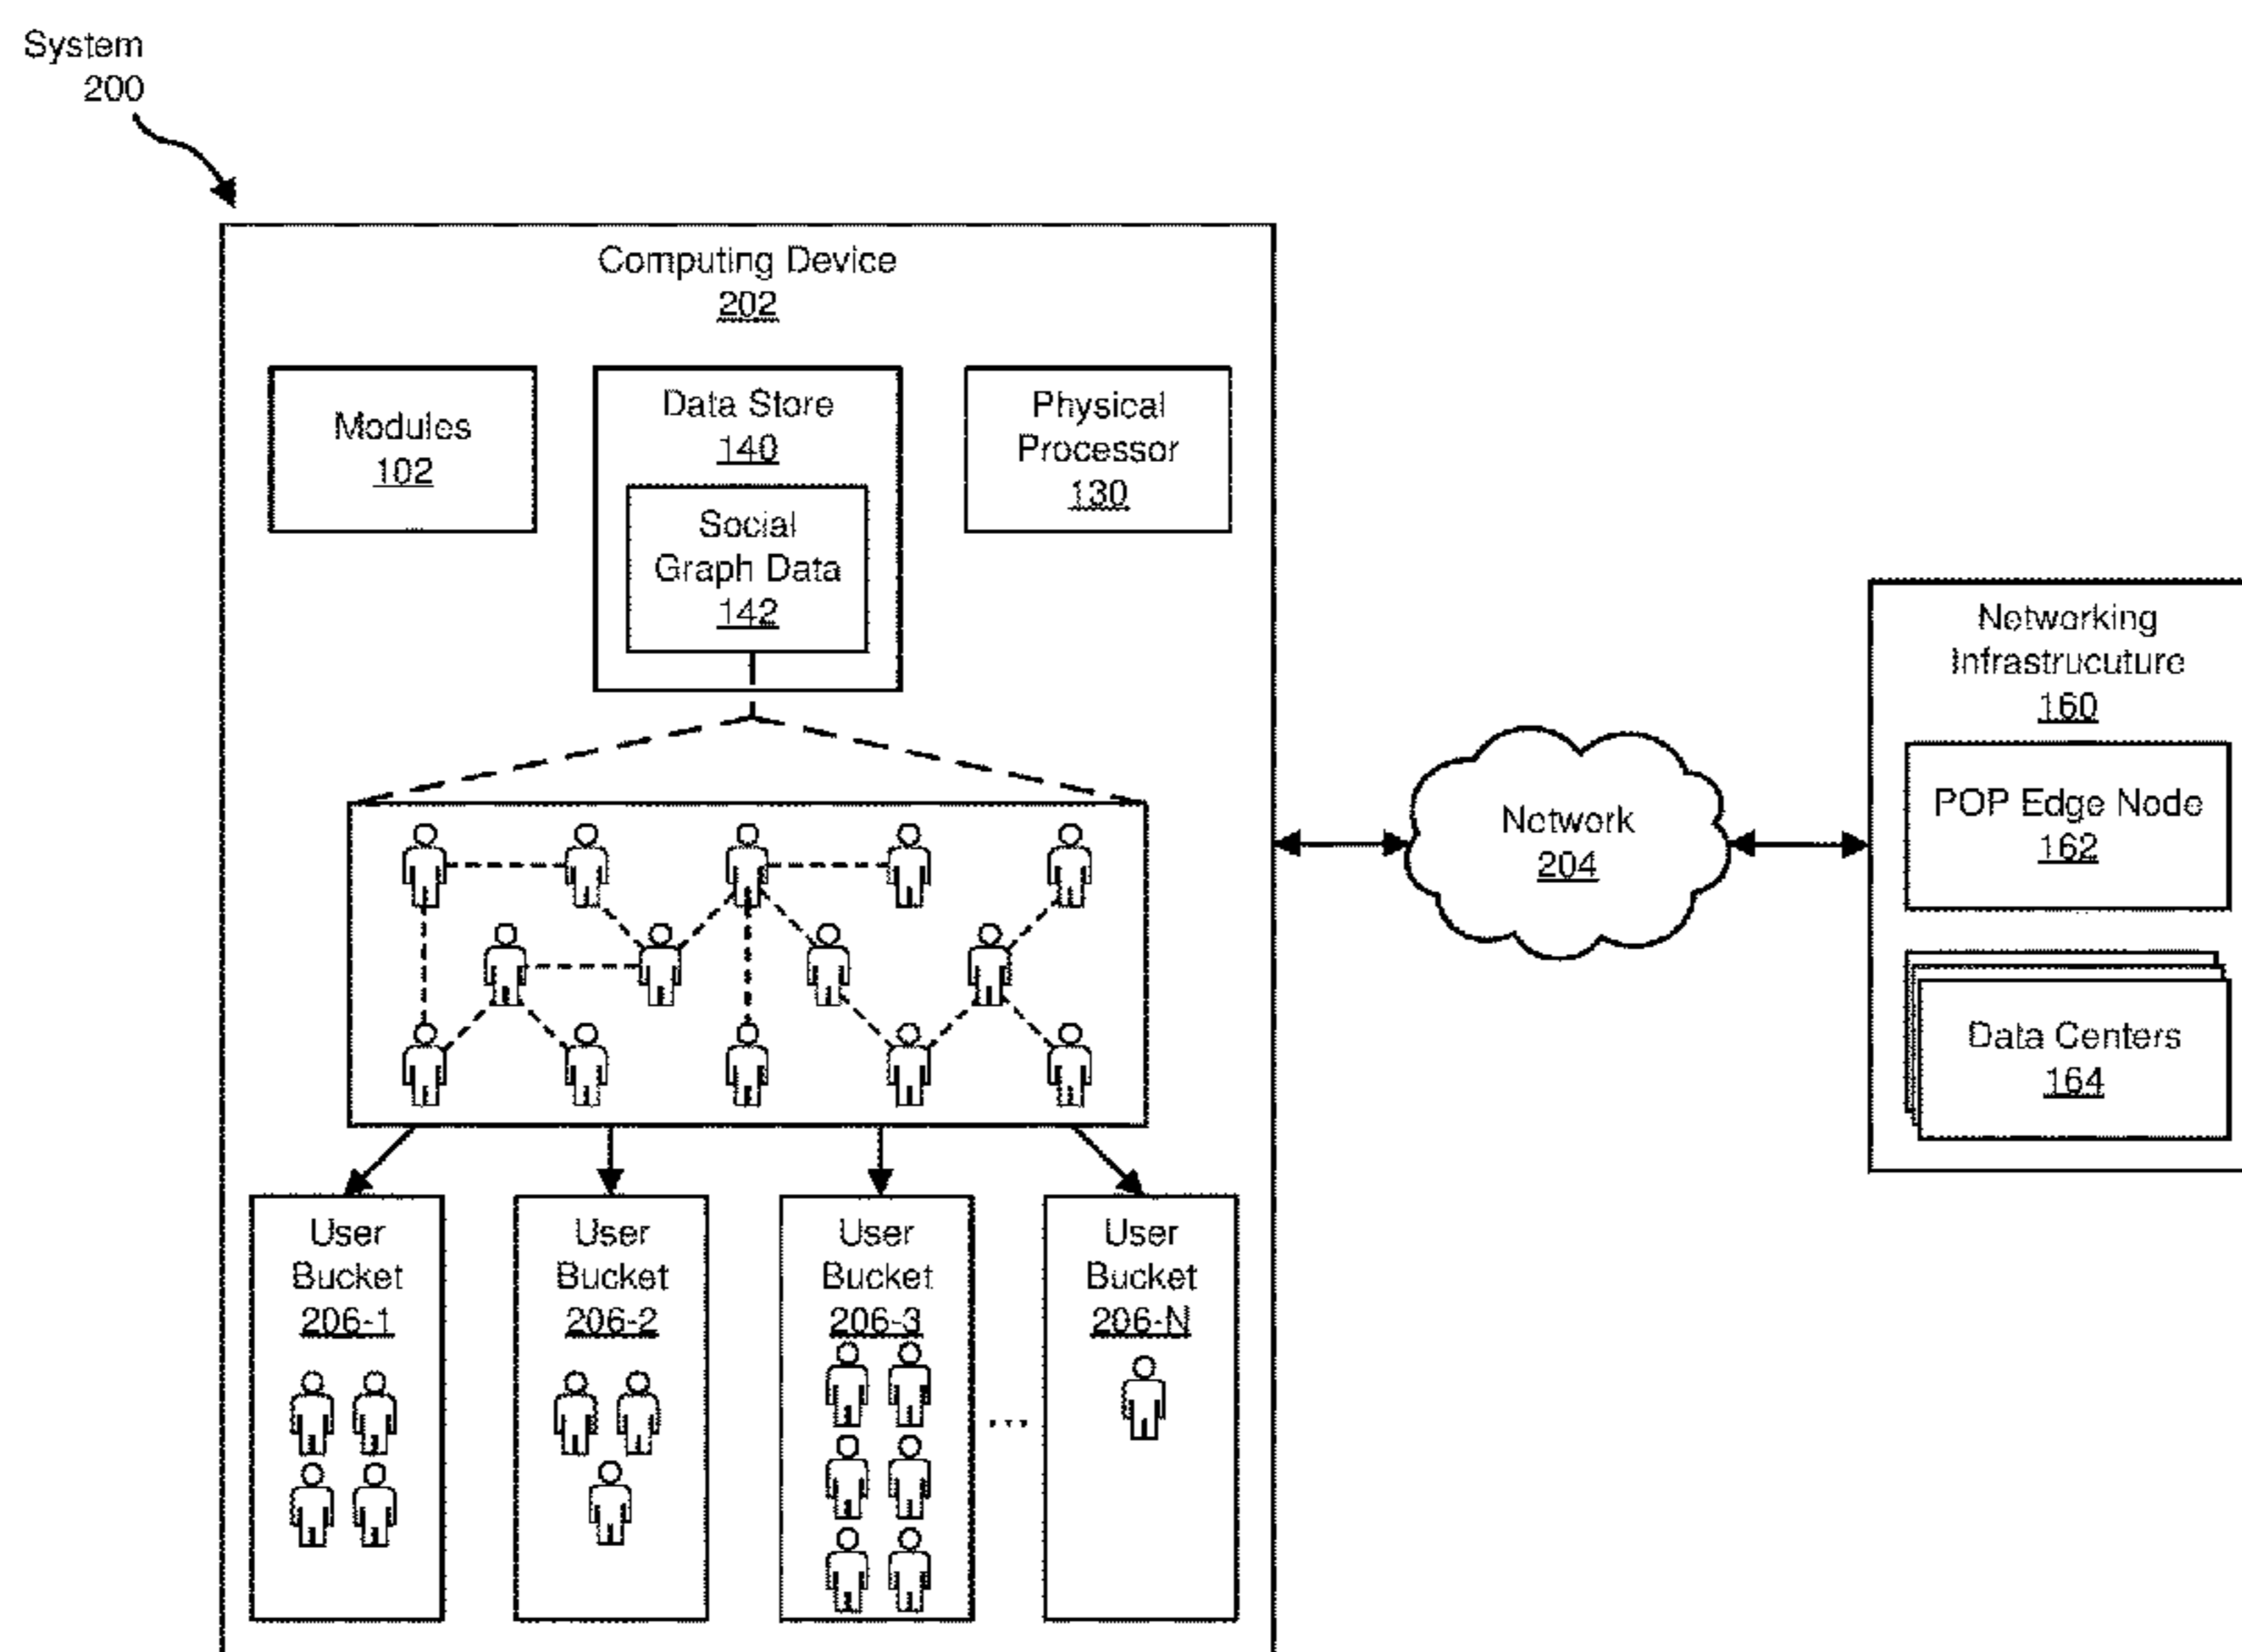 System
200
Computing Device
202
Modules
102
Data Store
140
Social
Graph Data
142
Physical
Processor
130
Network
204
Networking
Infrastrucuture
160
POP Edge Node
162
Data Centers
164
User
Bucket
206-1
User
Bucket
206-2
User
Bucket
206-3
...
User
Bucket
206-N